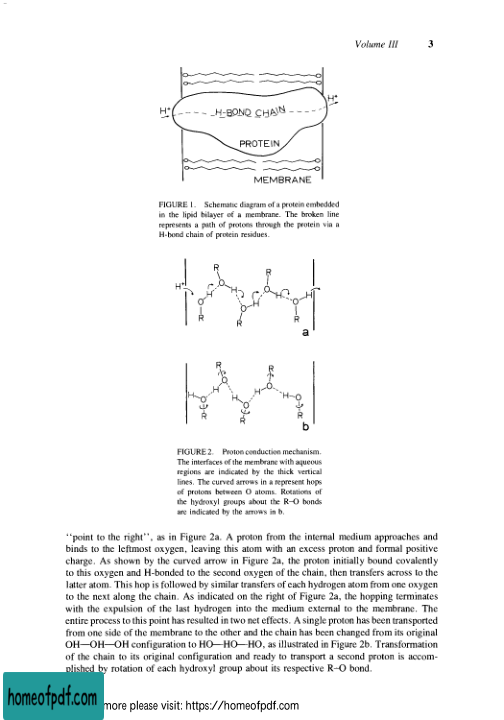 Volume III 3
H+ H-BOND CHAIN H+
PROTEIN
MEMBRANE
FIGURE 1. Schematic diagram of a protein embedded
in the lipid bilayer of a membrane. The broken line
represents a path of protons through the protein via a
H-bond chain of protein residues.
R R
H+ O H O H
H H H
O O O
R R R
a
R R
O O
H H H H
O O O
R R R
b
FIGURE 2. Proton conduction mechanism.
The interfaces of the membrane with aqueous
regions are indicated by the thick vertical
lines. The curved arrows in a represent hops
of protons between O atoms. Rotations of
the hydroxyl groups about the R–O bonds
are indicated by the arrows in b.
“point to the right”, as in Figure 2a. A proton from the internal medium approaches and
binds to the leftmost oxygen, leaving this atom with an excess proton and formal positive
charge. As shown by the curved arrow in Figure 2a, the proton initially bound covalently
to this oxygen and H-bonded to the second oxygen of the chain, then transfers across to the
latter atom. This hop is followed by similar transfers of each hydrogen atom from one oxygen
to the next along the chain. As indicated on the right of Figure 2a, the hopping terminates
with the expulsion of the last hydrogen into the medium external to the membrane. The
entire process to this point has resulted in two net effects. A single proton has been transported
from one side of the membrane to the other and the chain has been changed from its original
OH—OH—OH configuration to HO—HO—HO, as illustrated in Figure 2b. Transformation
of the chain to its original configuration and ready to transport a second proton is accom-
plished by rotation of each hydroxyl group about its respective R–O bond.
homeofpdf.com
more please visit: https://homeofpdf.com